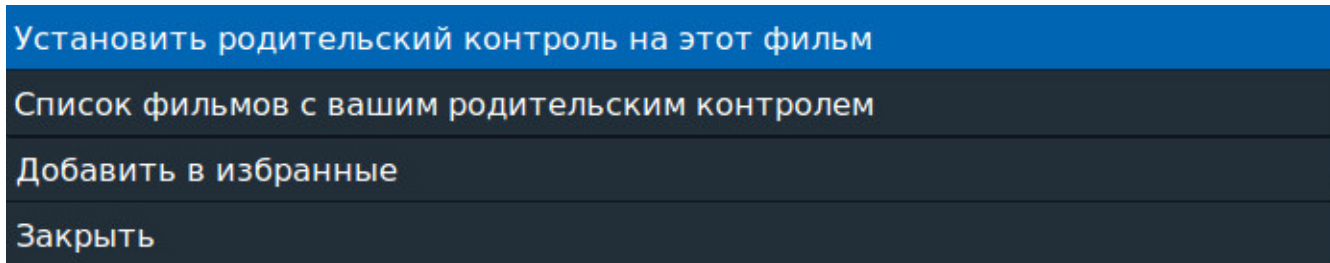 Установить родительский контроль на этот фильм
Список фильмов с вашим родительским контролем
Добавить в избранные
Закрыть